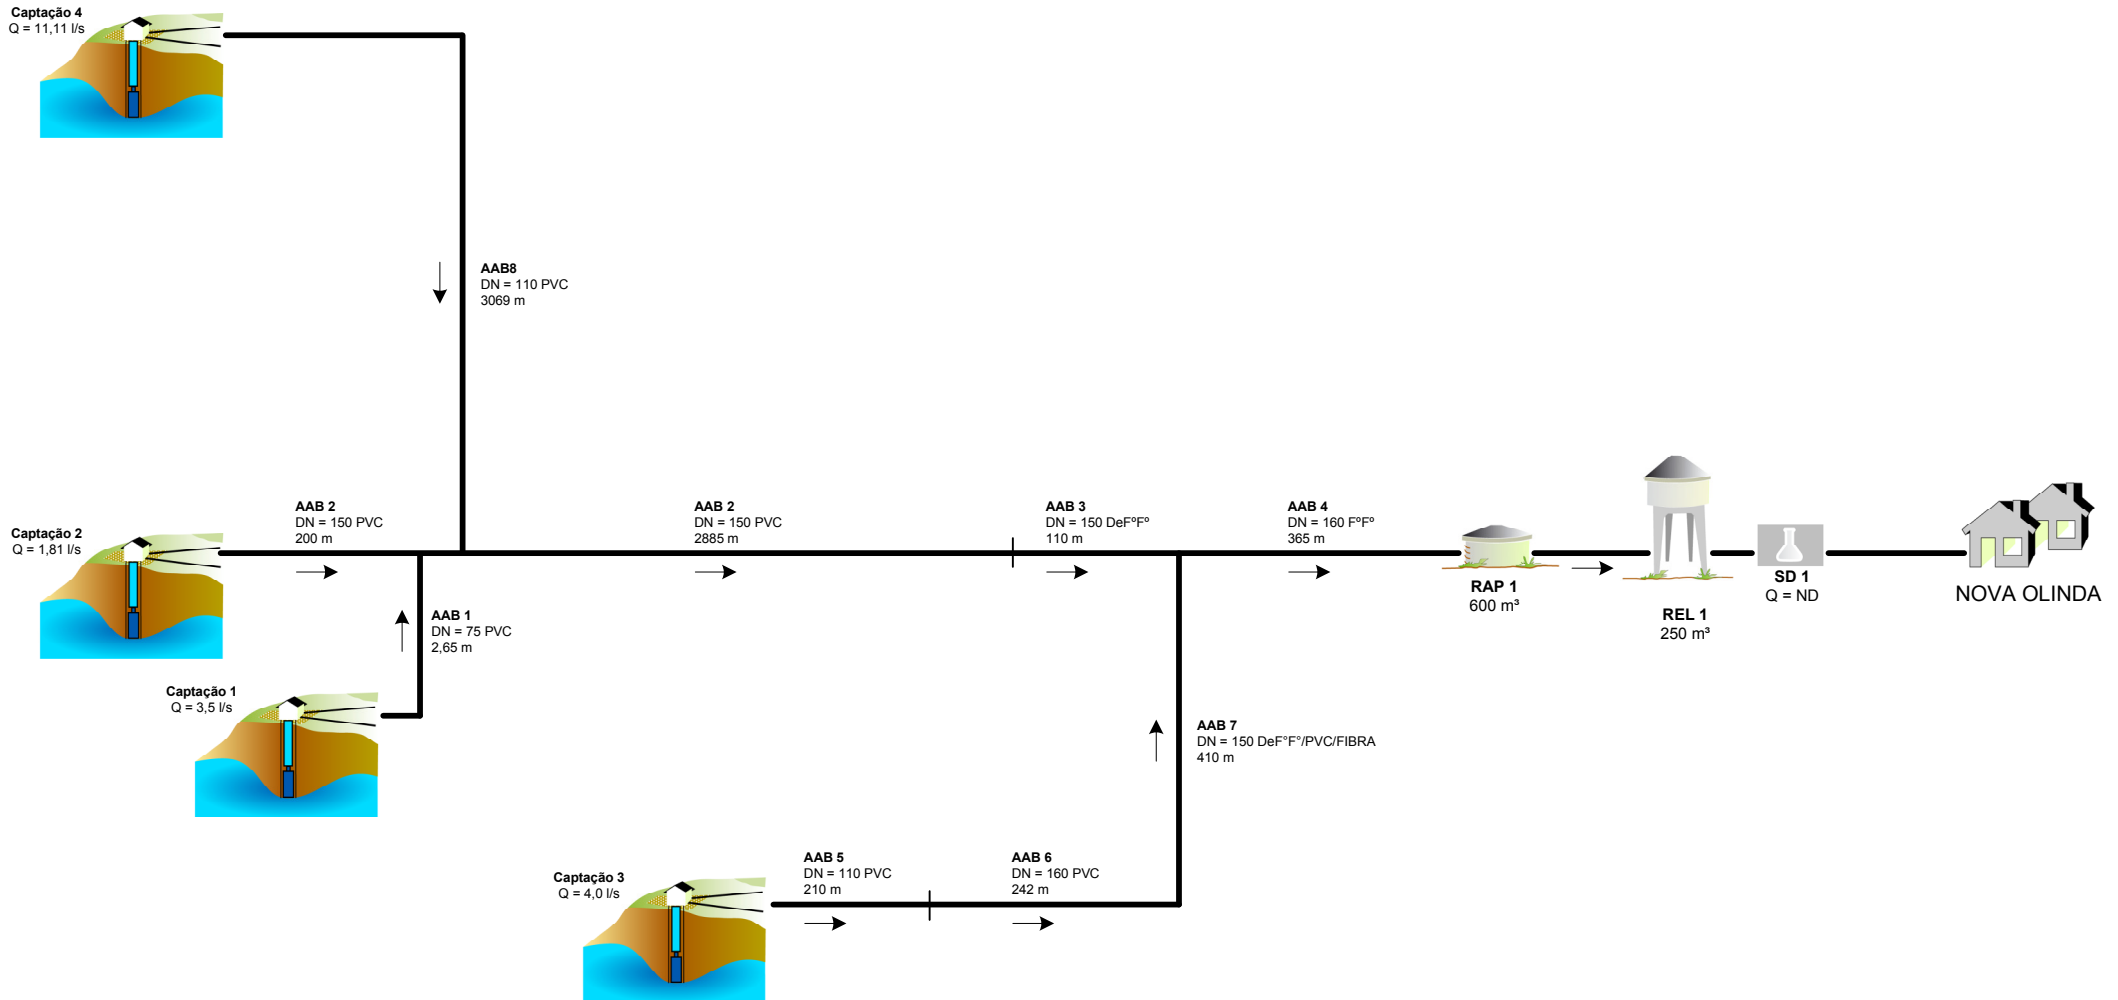 Captação 4
Q = 11,11 l/s
AAB8
DN = 110 PVC
3069 m
Captação 2
Q = 1,81 l/s
AAB 2
DN = 150 PVC
200 m
AAB 2
DN = 150 PVC
2885 m
AAB 3
DN = 150 DeFºFº
110 m
AAB 4
DN = 160 FºFº
365 m
RAP 1
600 m³
REL 1
250 m³
SD 1
Q = ND
NOVA OLINDA
AAB 1
DN = 75 PVC
2,65 m
Captação 1
Q = 3,5 l/s
AAB 7
DN = 150 DeF°F°/PVC/FIBRA
410 m
Captação 3
Q = 4,0 l/s
AAB 5
DN = 110 PVC
210 m
AAB 6
DN = 160 PVC
242 m